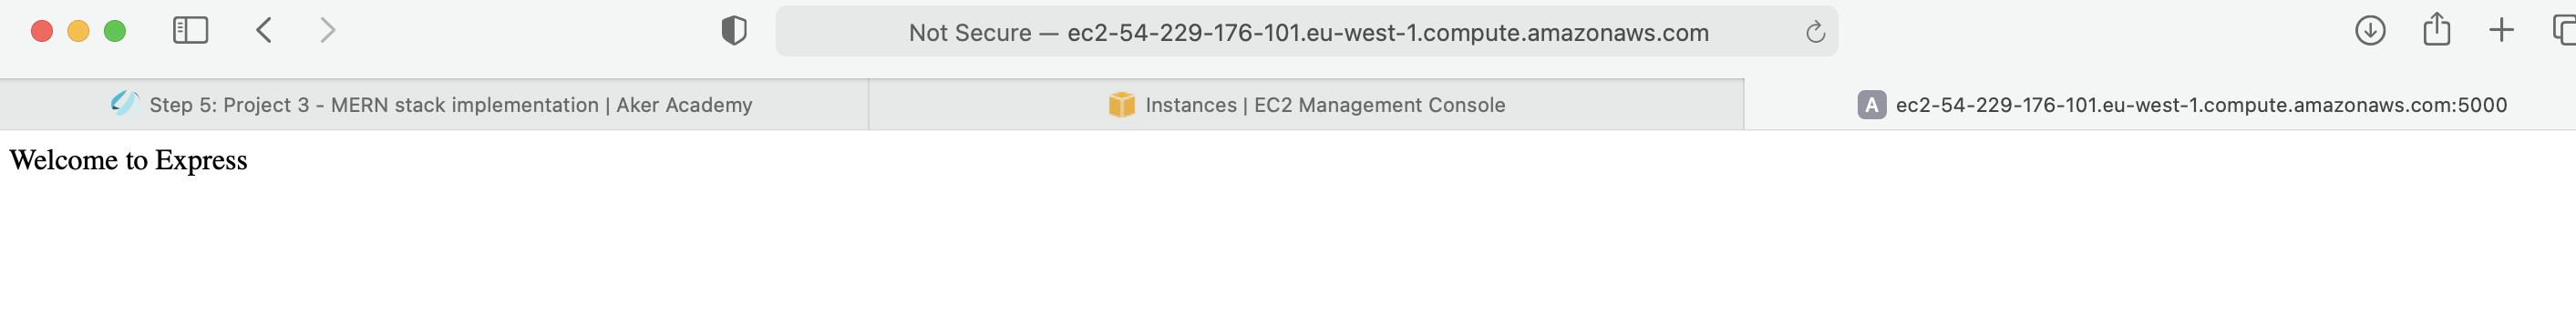 Not Secure — ec2-54-229-176-101.eu-west-1.compute.amazonaws.com
Step 5: Project 3 - MERN stack implementation | Aker Academy
Instances | EC2 Management Console
A ec2-54-229-176-101.eu-west-1.compute.amazonaws.com:5000
Welcome to Express